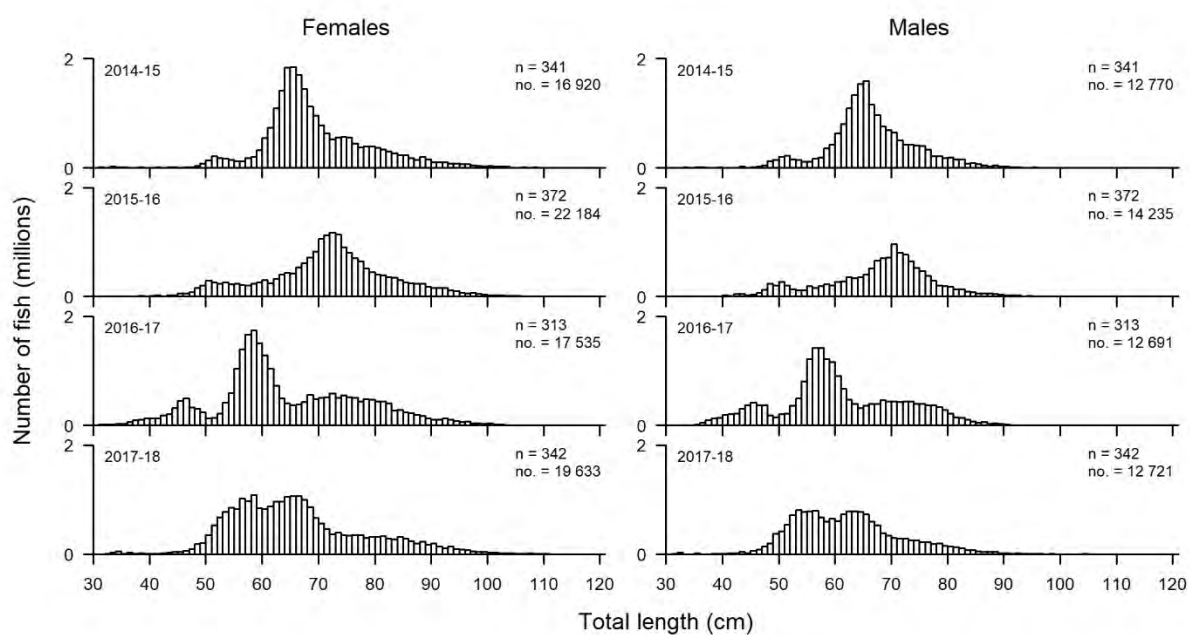 Females
Males
Number of fish (millions)
2
0
2014-15
n = 341
no. = 16 920
2
0
2014-15
n = 341
no. = 12 770
2
0
2015-16
n = 372
no. = 22 184
2
0
2015-16
n = 372
no. = 14 235
2
0
2016-17
n = 313
no. = 17 535
2
0
2016-17
n = 313
no. = 12 691
2
0
2017-18
n = 342
no. = 19 633
2
0
2017-18
n = 342
no. = 12 721
30 40 50 60 70 80 90 100 110 120
30 40 50 60 70 80 90 100 110 120
Total length (cm)